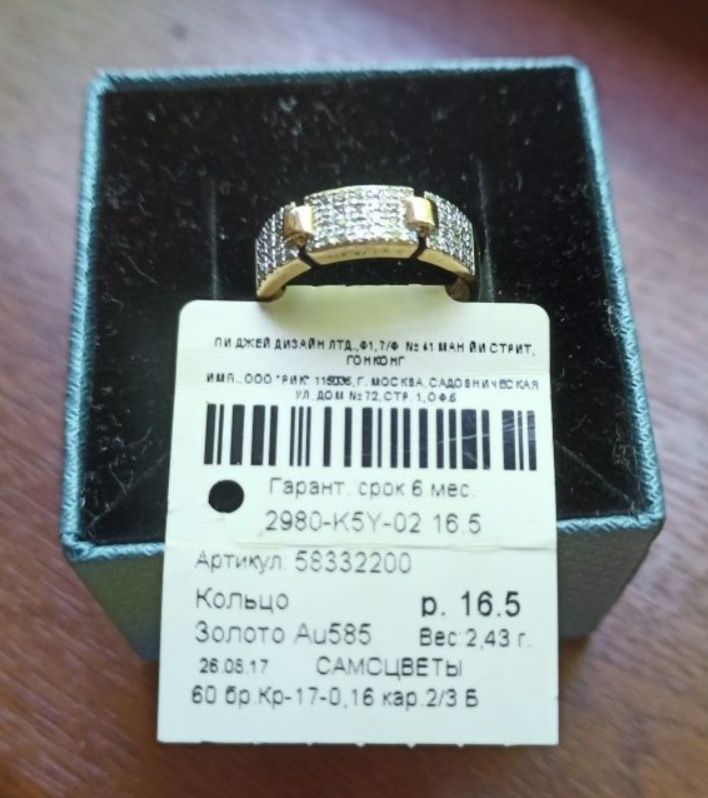 ПИ ДЖЕЙ ДИЗАЙН ЛТД.,Ф1,7/Ф № 41 МАН ЙИ СТРИТ,
ГОНКОНГ
ИМП., ООО "РИК" Г. МОСКВА, САДОВНИЧЕСКАЯ
УЛ, ДОМ №72,СТР.1,ОФ.6
Гарант. срок 6 мес.
2980-K5Y-02 16.5
Артикул: 58332200
Кольцо р. 16.5
Золото Au585 Вес:2,43 г.
26.08.17 САМОЦВЕТЫ
60 бр.Кр-17-0,16 кар.2/3 Б